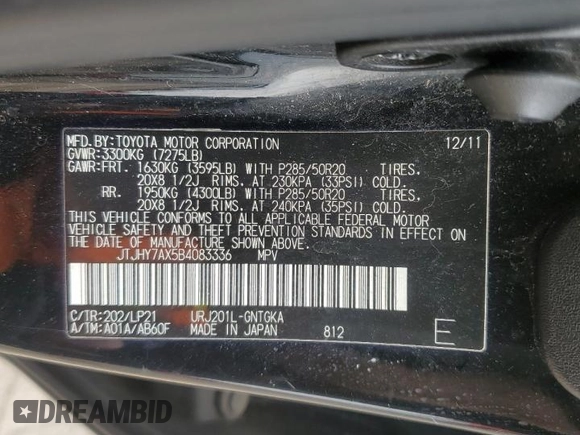 MFD.BY:TOYOTA MOTOR CORPORATION 12/11
GVWR:3300KG (7275LB)
GAWR:FRT. 1630KG (3595LB) WITH P285/50R20 TIRES.
20X8 1/2J RIMS. AT 230KPA (33PSI) COLD.
RR. 1950KG (4300LB) WITH P285/50R20 TIRES.
20X8 1/2J RIMS. AT 240KPA (35PSI) COLD.
THIS VEHICLE CONFORMS TO ALL APPLICABLE FEDERAL MOTOR
VEHICLE SAFETY AND THEFT PREVENTION STANDARDS IN EFFECT ON
THE DATE OF MANUFACTURE SHOWN ABOVE.
JTJHY7AX5B4083336 MPV
C/TR:202/LP21 URJ201L-GNTGKA
A/TM:A01A/AB60F MADE IN JAPAN 812 E
DREAMBID